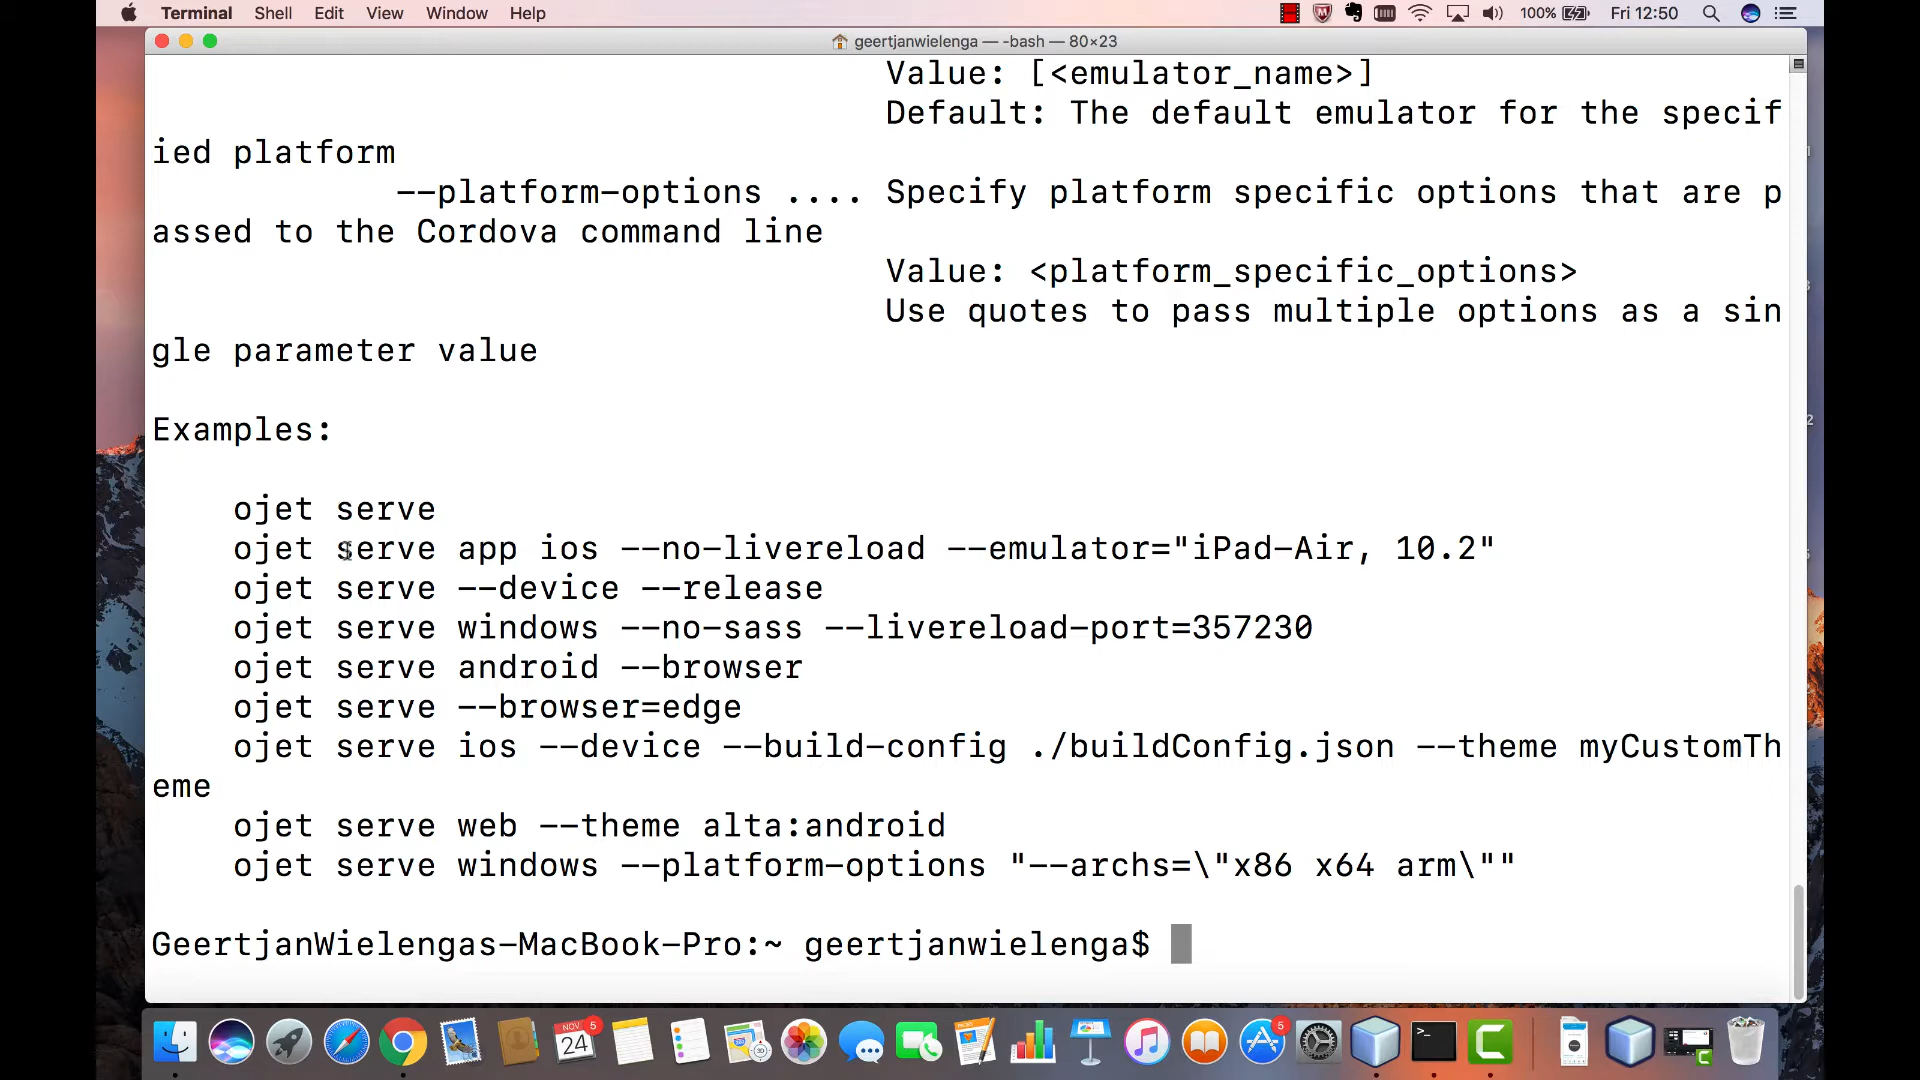 Terminal Shell Edit View Window Help 100% Fri 12:50
geertjanwielenga — -bash — 80×23
Value: [<emulator_name>]
Default: The default emulator for the specif
ied platform
--platform-options .... Specify platform specific options that are p
assed to the Cordova command line
Value: <platform_specific_options>
Use quotes to pass multiple options as a sin
gle parameter value
Examples:
ojet serve
ojet serve app ios --no-livereload --emulator="iPad-Air, 10.2"
ojet serve --device --release
ojet serve windows --no-sass --livereload-port=357230
ojet serve android --browser
ojet serve --browser=edge
ojet serve ios --device --build-config ./buildConfig.json --theme myCustomTh
eme
ojet serve web --theme alta:android
ojet serve windows --platform-options "--archs=\"x86 x64 arm\""
GeertjanWielengas-MacBook-Pro:~ geertjanwielenga$
NOV 5
24
5
>_